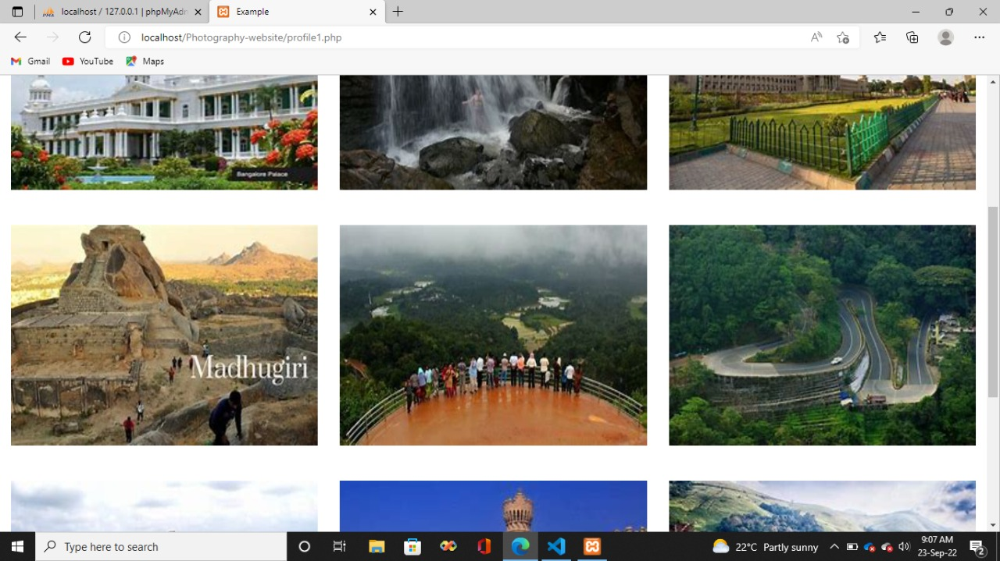 localhost / 127.0.0.1 | phpMyAdm
Example
localhost/Photography-website/profile1.php
Gmail
YouTube
Maps
Bangalore Palace
Madhugiri
Type here to search
22°C Partly sunny
9:07 AM
23-Sep-22
2